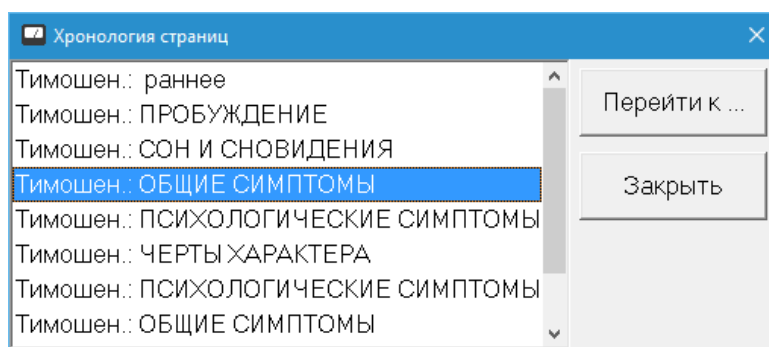 Хронология страниц
Тимошен.: раннее
Тимошен.: ПРОБУЖДЕНИЕ
Тимошен.: СОН И СНОВИДЕНИЯ
Тимошен.: ОБЩИЕ СИМПТОМЫ
Тимошен.: ПСИХОЛОГИЧЕСКИЕ СИМПТОМЫ
Тимошен.: ЧЕРТЫ ХАРАКТЕРА
Тимошен.: ПСИХОЛОГИЧЕСКИЕ СИМПТОМЫ
Тимошен.: ОБЩИЕ СИМПТОМЫ
Перейти к ...
Закрыть